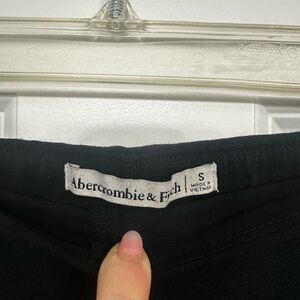 Abercrombie & Fitch
S
MADE IN
VIETNAM